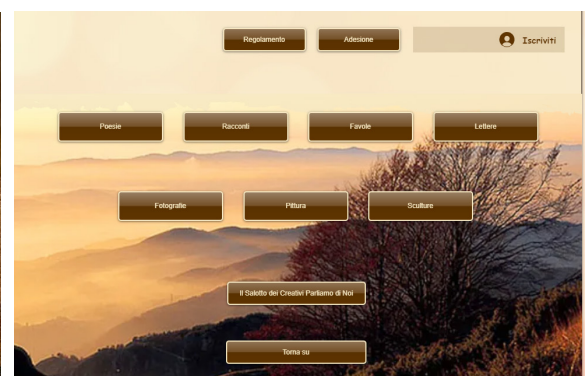 Regolamento Adesione Iscriviti
Poesie Racconti Favole Lettere
Fotografie Pittura Sculture
Il Salotto dei Creativi Parliamo di Noi
Torna su